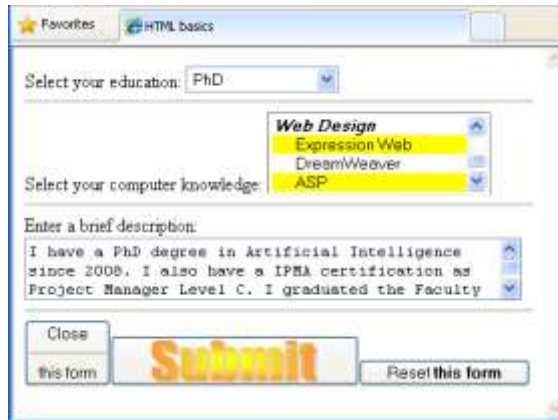 Favorites HTML basics
Select your education: PhD
Web Design
Expression Web
DreamWeaver
Select your computer knowledge: ASP
Enter a brief description:
I have a PhD degree in Artificial Intelligence
since 2008. I also have a IPMA certification as
Project Manager Level C. I graduated the Faculty
Close
this form
Submit
Reset this form